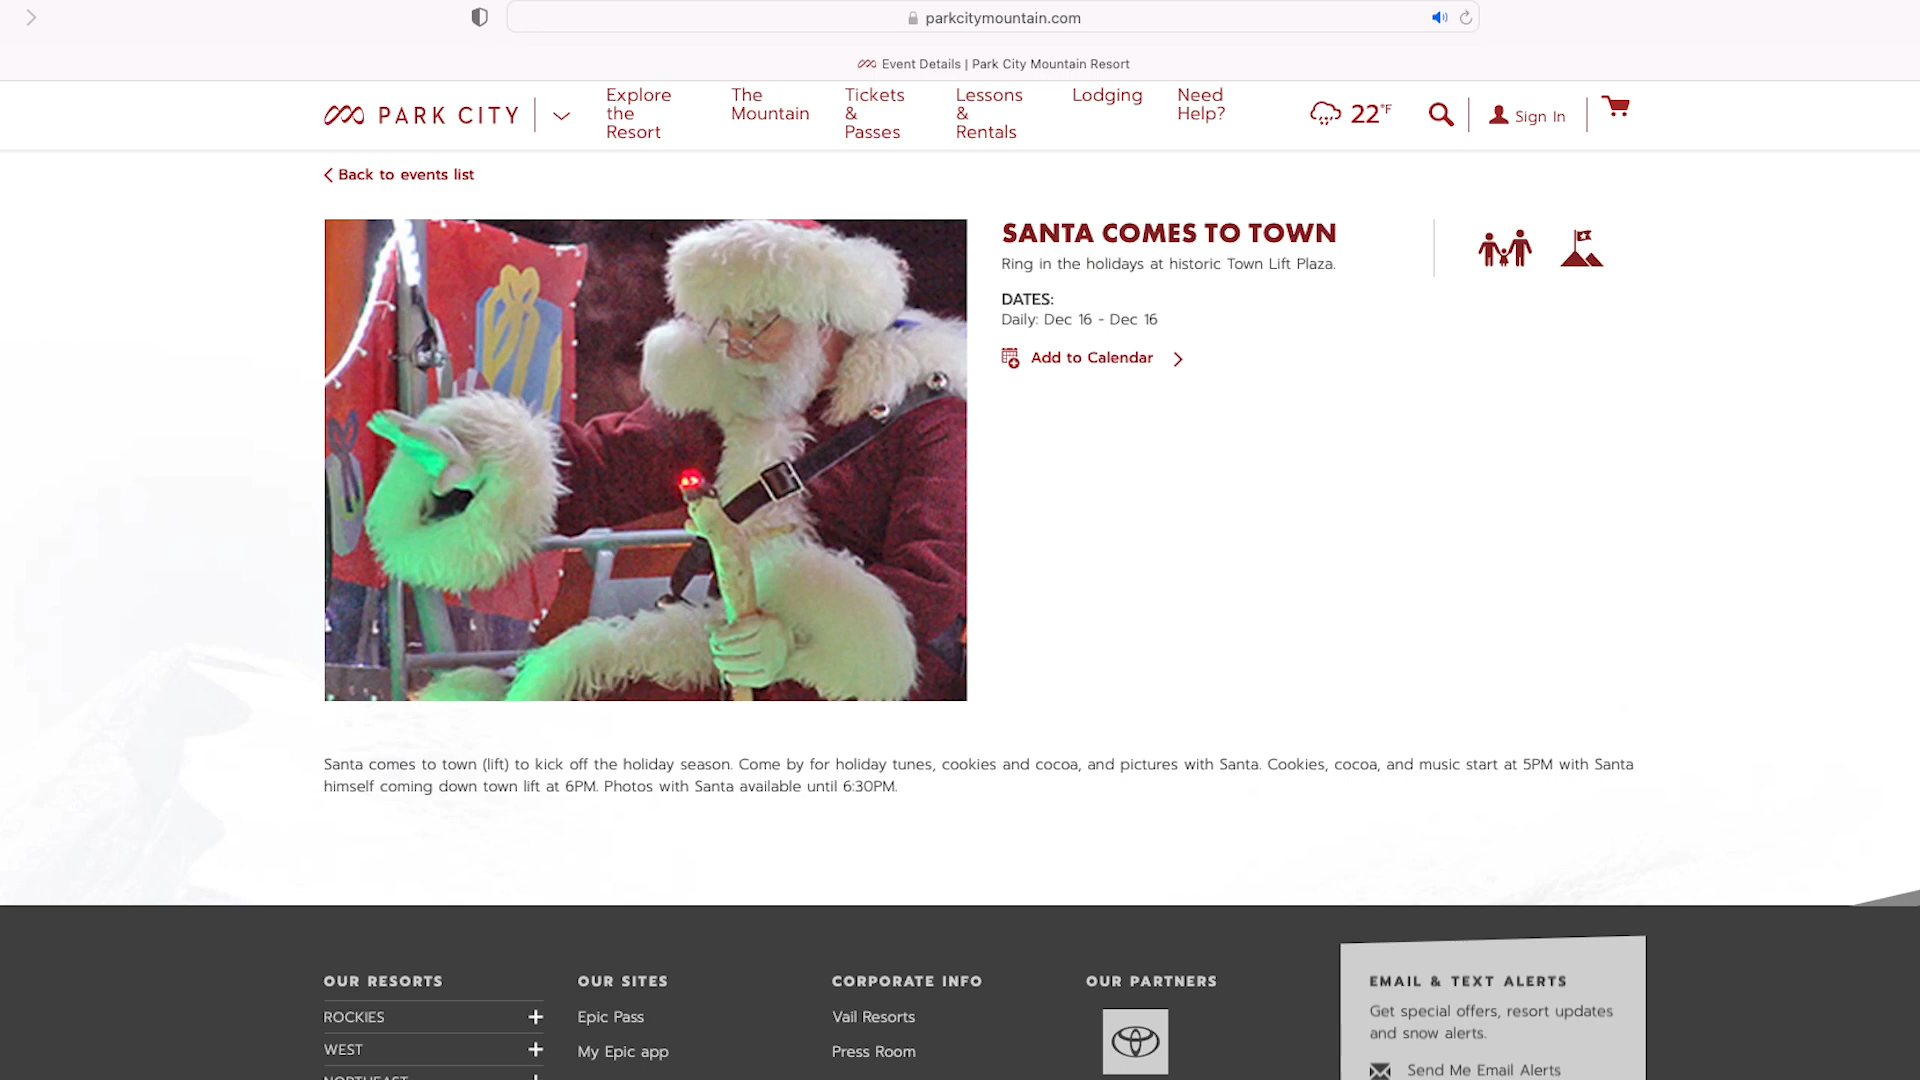 parkcitymountain.com
Event Details | Park City Mountain Resort
PARK CITY
Explore
the
Resort
The
Mountain
Tickets
&
Passes
Lessons
&
Rentals
Lodging
Need
Help?
22°F
Sign In
Back to events list
SANTA COMES TO TOWN
Ring in the holidays at historic Town Lift Plaza.
DATES:
Daily: Dec 16 - Dec 16
Add to Calendar
Santa comes to town (lift) to kick off the holiday season. Come by for holiday tunes, cookies and cocoa, and pictures with Santa. Cookies, cocoa, and music start at 5PM with Santa
himself coming down town lift at 6PM. Photos with Santa available until 6:30PM.
OUR RESORTS
ROCKIES
WEST
NORTHEAST
OUR SITES
Epic Pass
My Epic app
CORPORATE INFO
Vail Resorts
Press Room
OUR PARTNERS
EMAIL & TEXT ALERTS
Get special offers, resort updates
and snow alerts.
Send Me Email Alerts